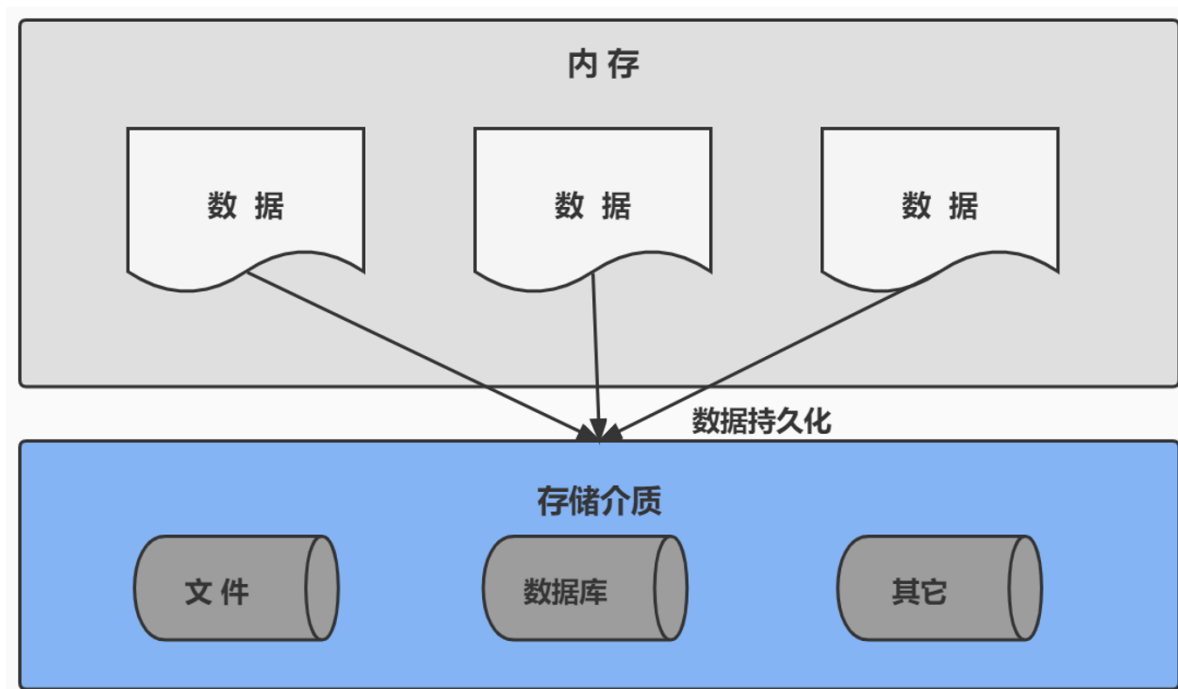 内 存
数 据
数 据
数 据
数据持久化
存储介质
文 件
数据库
其它